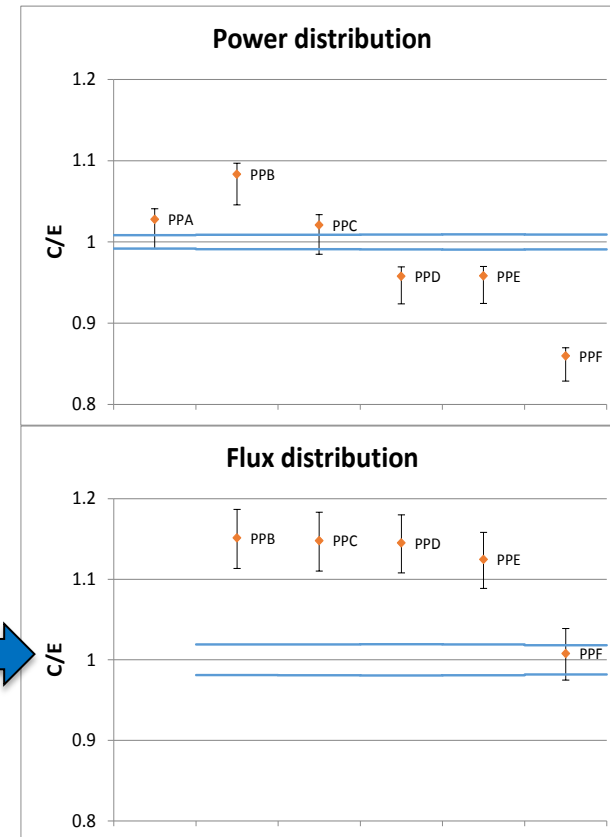 Power distribution
1.2
1.1
PPB
PPA
PPC
C/E
1
PPD
PPE
0.9
PPF
0.8
Flux distribution
1.2
PPB
PPC
PPD
PPE
1.1
C/E
1
PPF
0.9
0.8